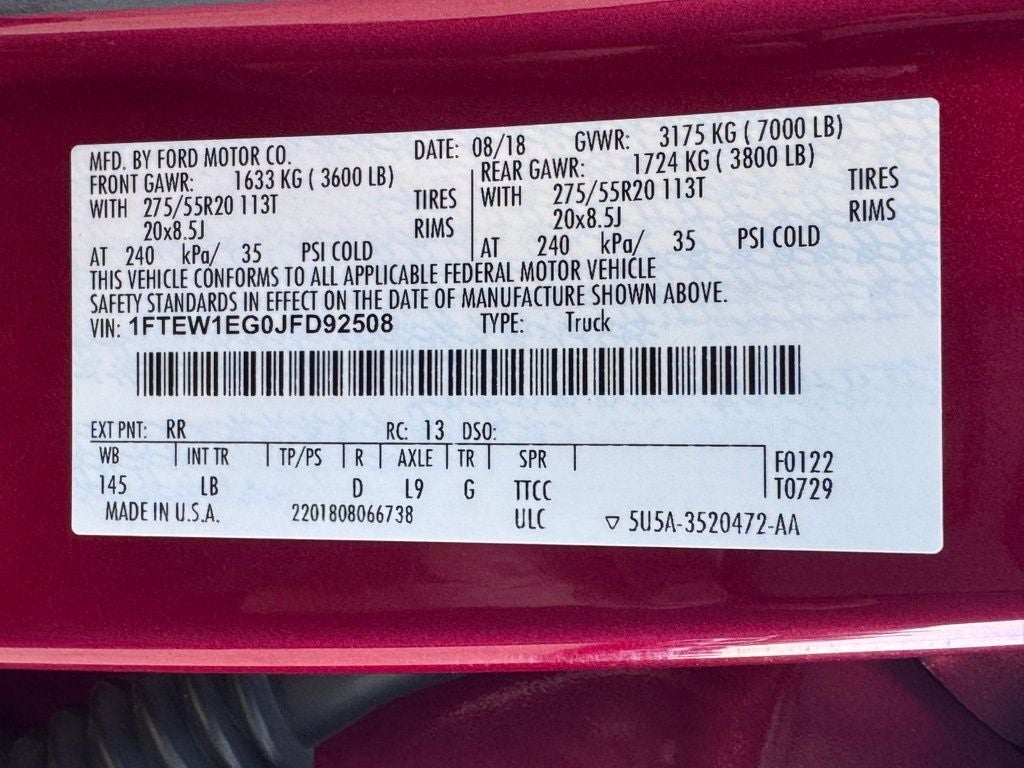 MFD. BY FORD MOTOR CO. DATE: 08/18 GVWR: 3175 KG ( 7000 LB)
FRONT GAWR: 1633 KG ( 3600 LB) REAR GAWR: 1724 KG ( 3800 LB)
WITH 275/55R20 113T TIRES WITH 275/55R20 113T TIRES
20x8.5J RIMS 20x8.5J RIMS
AT 240 kPa/ 35 PSI COLD AT 240 kPa/ 35 PSI COLD
THIS VEHICLE CONFORMS TO ALL APPLICABLE FEDERAL MOTOR VEHICLE
SAFETY STANDARDS IN EFFECT ON THE DATE OF MANUFACTURE SHOWN ABOVE.
VIN: 1FTEW1EG0JFD92508 TYPE: Truck
EXT PNT: RR RC: 13 DSO:
WB INT TR TP/PS R AXLE TR SPR F0122
145 LB D L9 G TTCC T0729
MADE IN U.S.A. 2201808066738 ULC ▽ 5U5A-3520472-AA